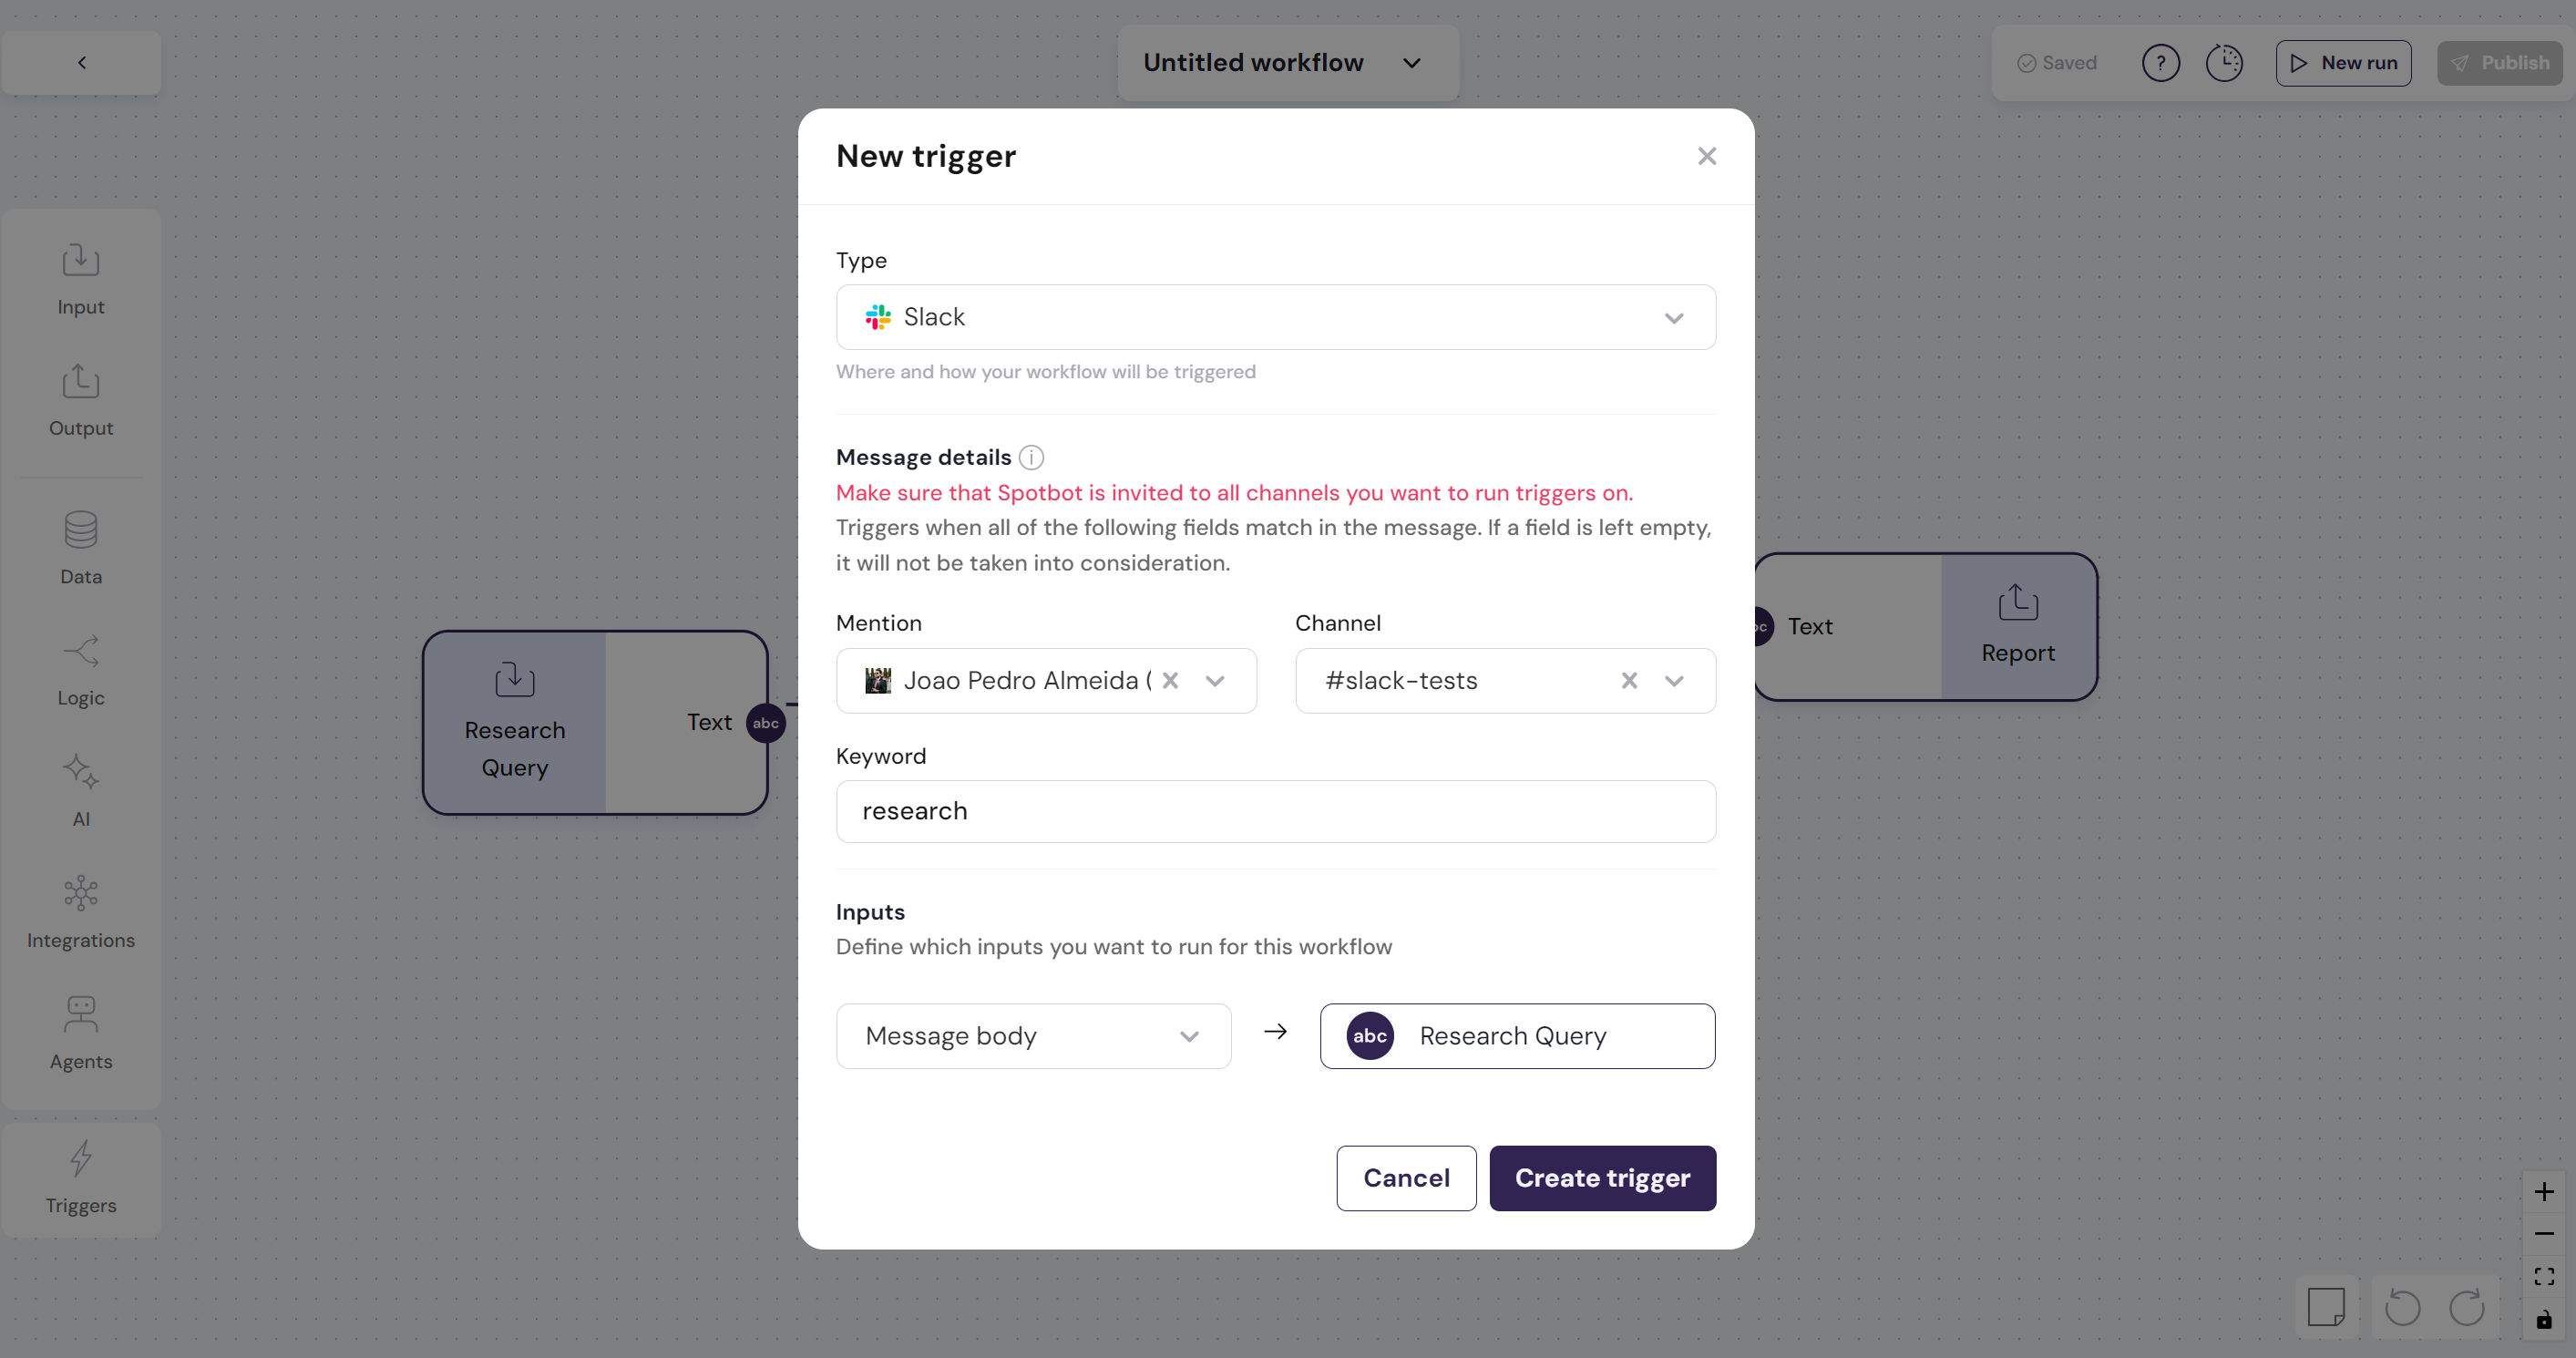 Untitled workflow
Saved
?
New run
Publish
New trigger
Type
Slack
Where and how your workflow will be triggered
Message details
Make sure that Spotbot is invited to all channels you want to run triggers on.
Triggers when all of the following fields match in the message. If a field is left empty,
it will not be taken into consideration.
Mention
Channel
Joao Pedro Almeida (
#slack-tests
Keyword
research
Inputs
Define which inputs you want to run for this workflow
Message body
abc
Research Query
Cancel
Create trigger
Input
Output
Data
Logic
AI
Integrations
Agents
Triggers
Research
Query
Text
abc
bc
Text
Report